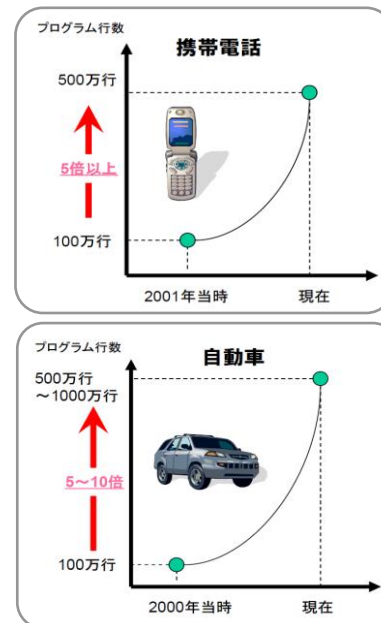 プログラム行数
携帯電話
500万行
5倍以上
100万行
2001年当時
現在
プログラム行数
自動車
500万行
～1000万行
5～10倍
100万行
2000年当時
現在